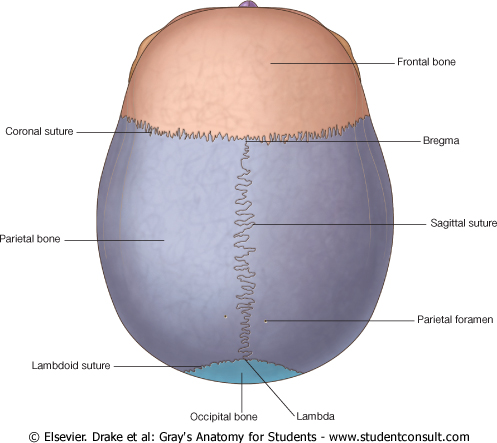 Frontal bone
Coronal suture
Bregma
Sagittal suture
Parietal bone
Parietal foramen
Lambdoid suture
Occipital bone
Lambda
© Elsevier. Drake et al: Gray's Anatomy for Students - www.studentconsult.com